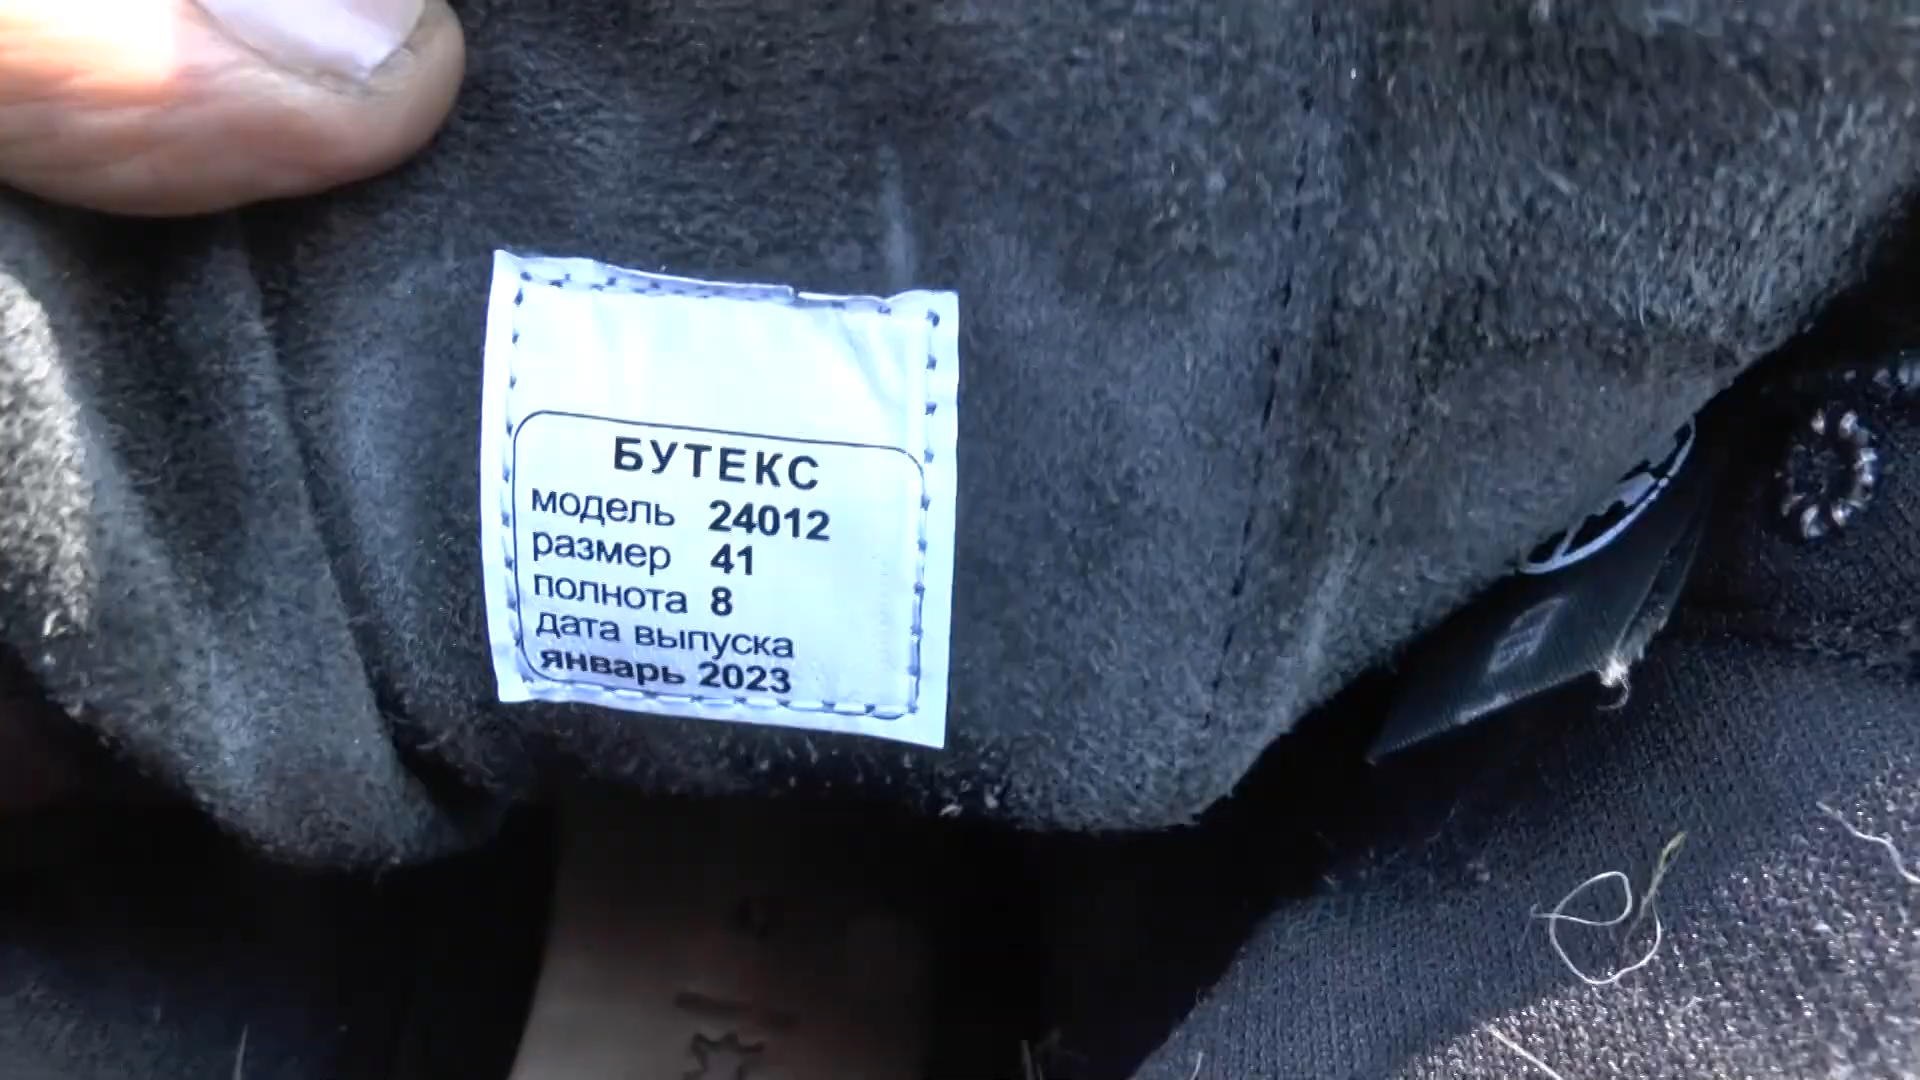 БУТЕКС
модель 24012
размер 41
полнота 8
дата выпуска
январь 2023